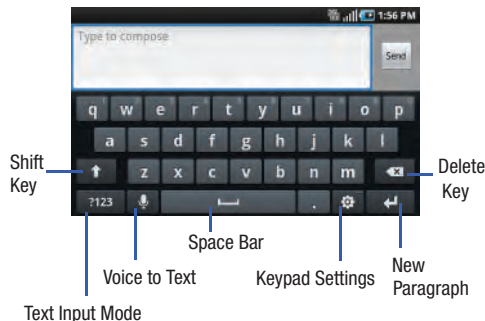 1:56 PM
Type to compose
Send
q w e r t y u i o p
a s d f g h j k l
Shift Key
z x c v b n m
Delete Key
?123 .
Space Bar
Voice to Text
Keypad Settings
New Paragraph
Text Input Mode